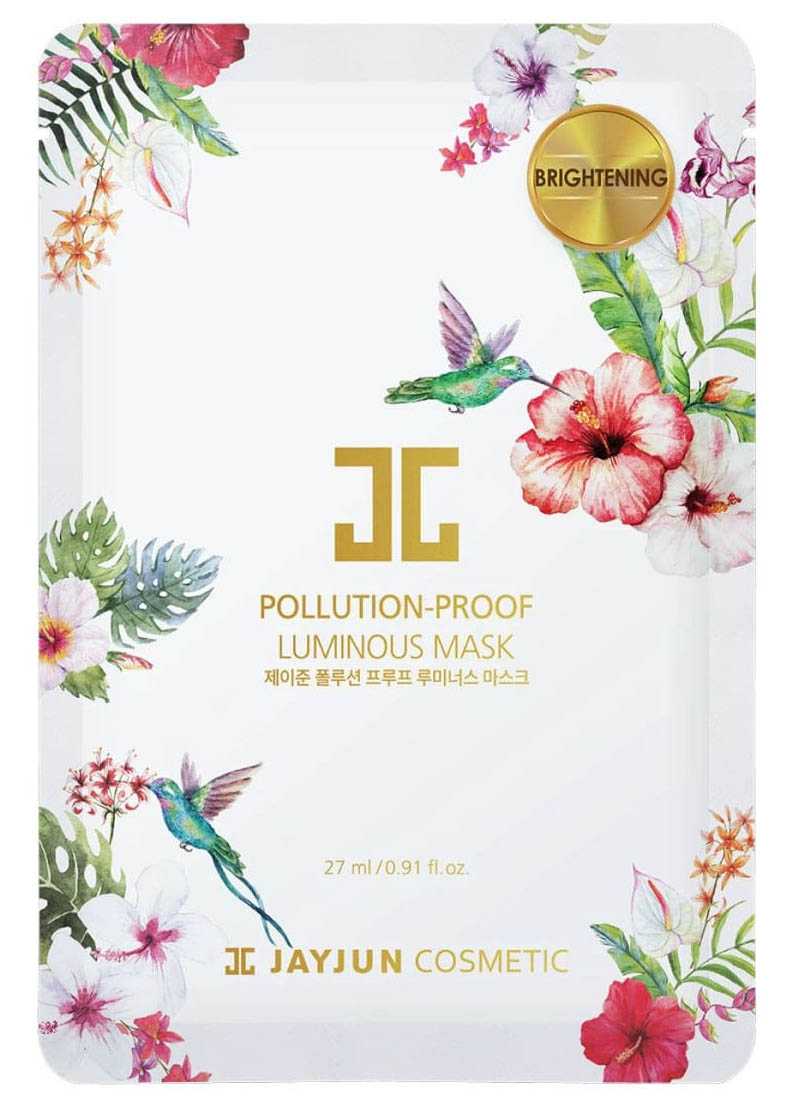 BRIGHTENING
POLLUTION-PROOF
LUMINOUS MASK
제이준 폴루션 프루프 루미너스 마스크
27 ml/0.91 fl.oz.
JAYJUN COSMETIC